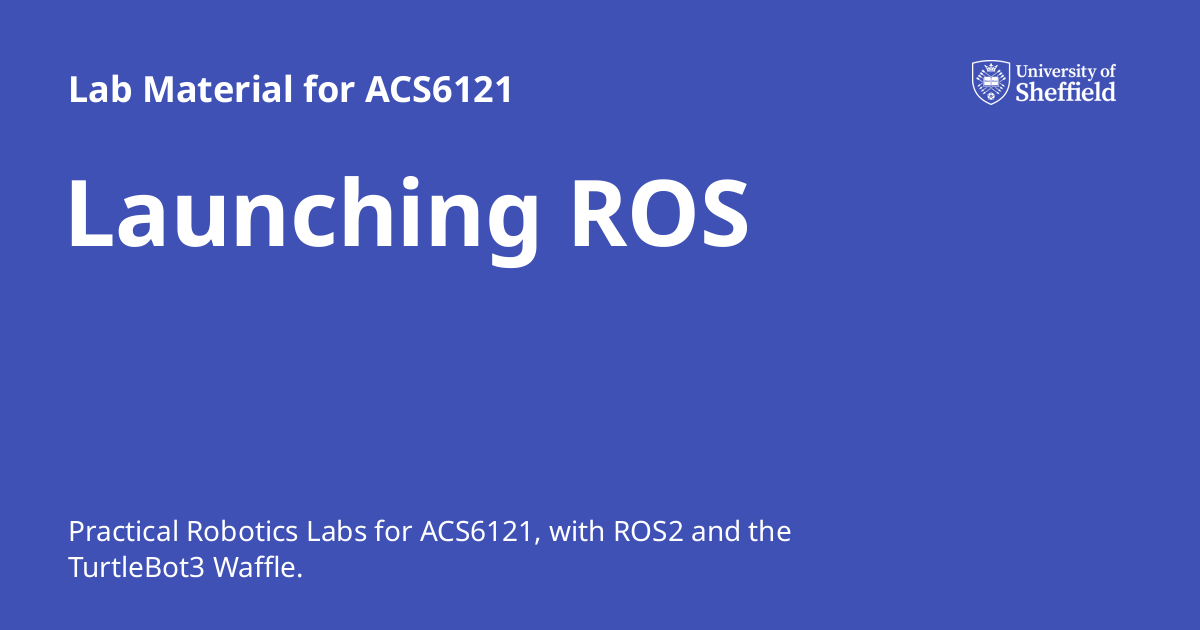 Lab Material for ACS6121
University of
Sheffield
Launching ROS
Practical Robotics Labs for ACS6121, with ROS2 and the
TurtleBot3 Waffle.